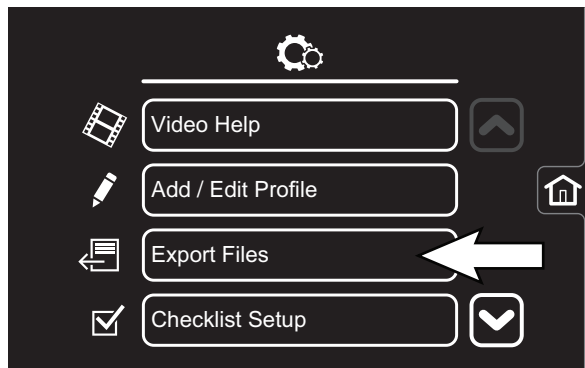 Video Help
Add / Edit Profile
Export Files
Checklist Setup